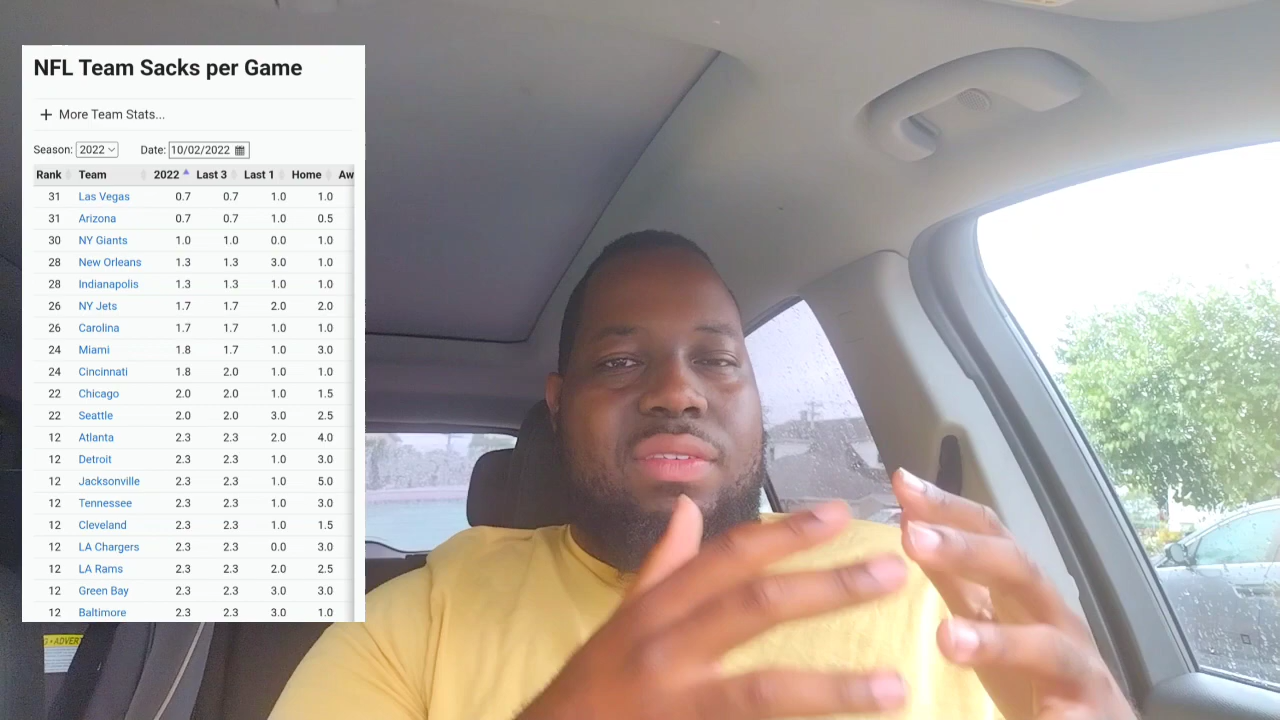 NFL Team Sacks per Game
+ More Team Stats...
Season: 2022 Date: 10/02/2022
Rank Team 2022 Last 3 Last 1 Home Aw
31 Las Vegas 0.7 0.7 1.0 1.0
31 Arizona 0.7 0.7 1.0 0.5
30 NY Giants 1.0 1.0 0.0 1.0
28 New Orleans 1.3 1.3 3.0 1.0
28 Indianapolis 1.3 1.3 1.0 1.0
26 NY Jets 1.7 1.7 2.0 2.0
26 Carolina 1.7 1.7 1.0 1.0
24 Miami 1.8 1.7 1.0 3.0
24 Cincinnati 1.8 2.0 1.0 1.0
22 Chicago 2.0 2.0 1.0 1.5
22 Seattle 2.0 2.0 3.0 2.5
12 Atlanta 2.3 2.3 2.0 4.0
12 Detroit 2.3 2.3 1.0 3.0
12 Jacksonville 2.3 2.3 1.0 5.0
12 Tennessee 2.3 2.3 1.0 3.0
12 Cleveland 2.3 2.3 1.0 1.5
12 LA Chargers 2.3 2.3 0.0 3.0
12 LA Rams 2.3 2.3 2.0 2.5
12 Green Bay 2.3 2.3 3.0 3.0
12 Baltimore 2.3 2.3 3.0 1.0